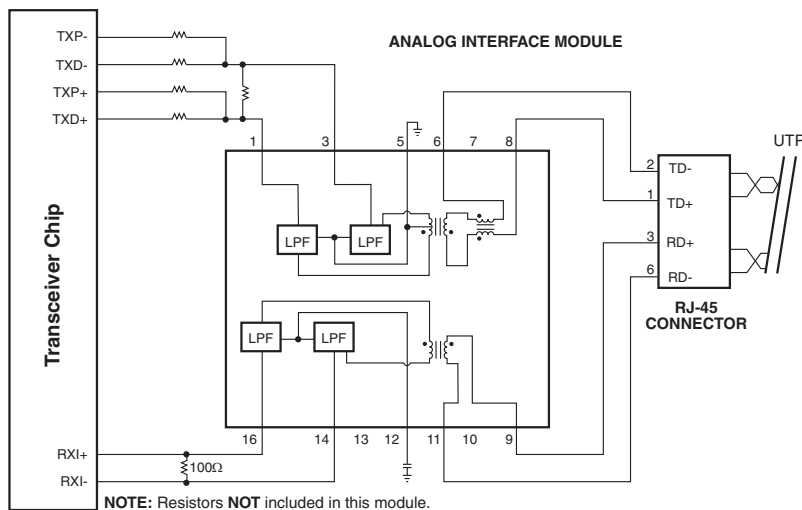 ANALOG INTERFACE MODULE
Transceiver Chip
TXP-
TXD-
TXP+
TXD+
1 3 5 6 7 8
LPF LPF
LPF LPF
16 14 13 12 11 10 9
RXI+
RXI-
100Ω
2 TD-
1 TD+
3 RD+
6 RD-
UTP
RJ-45
CONNECTOR
NOTE: Resistors NOT included in this module.